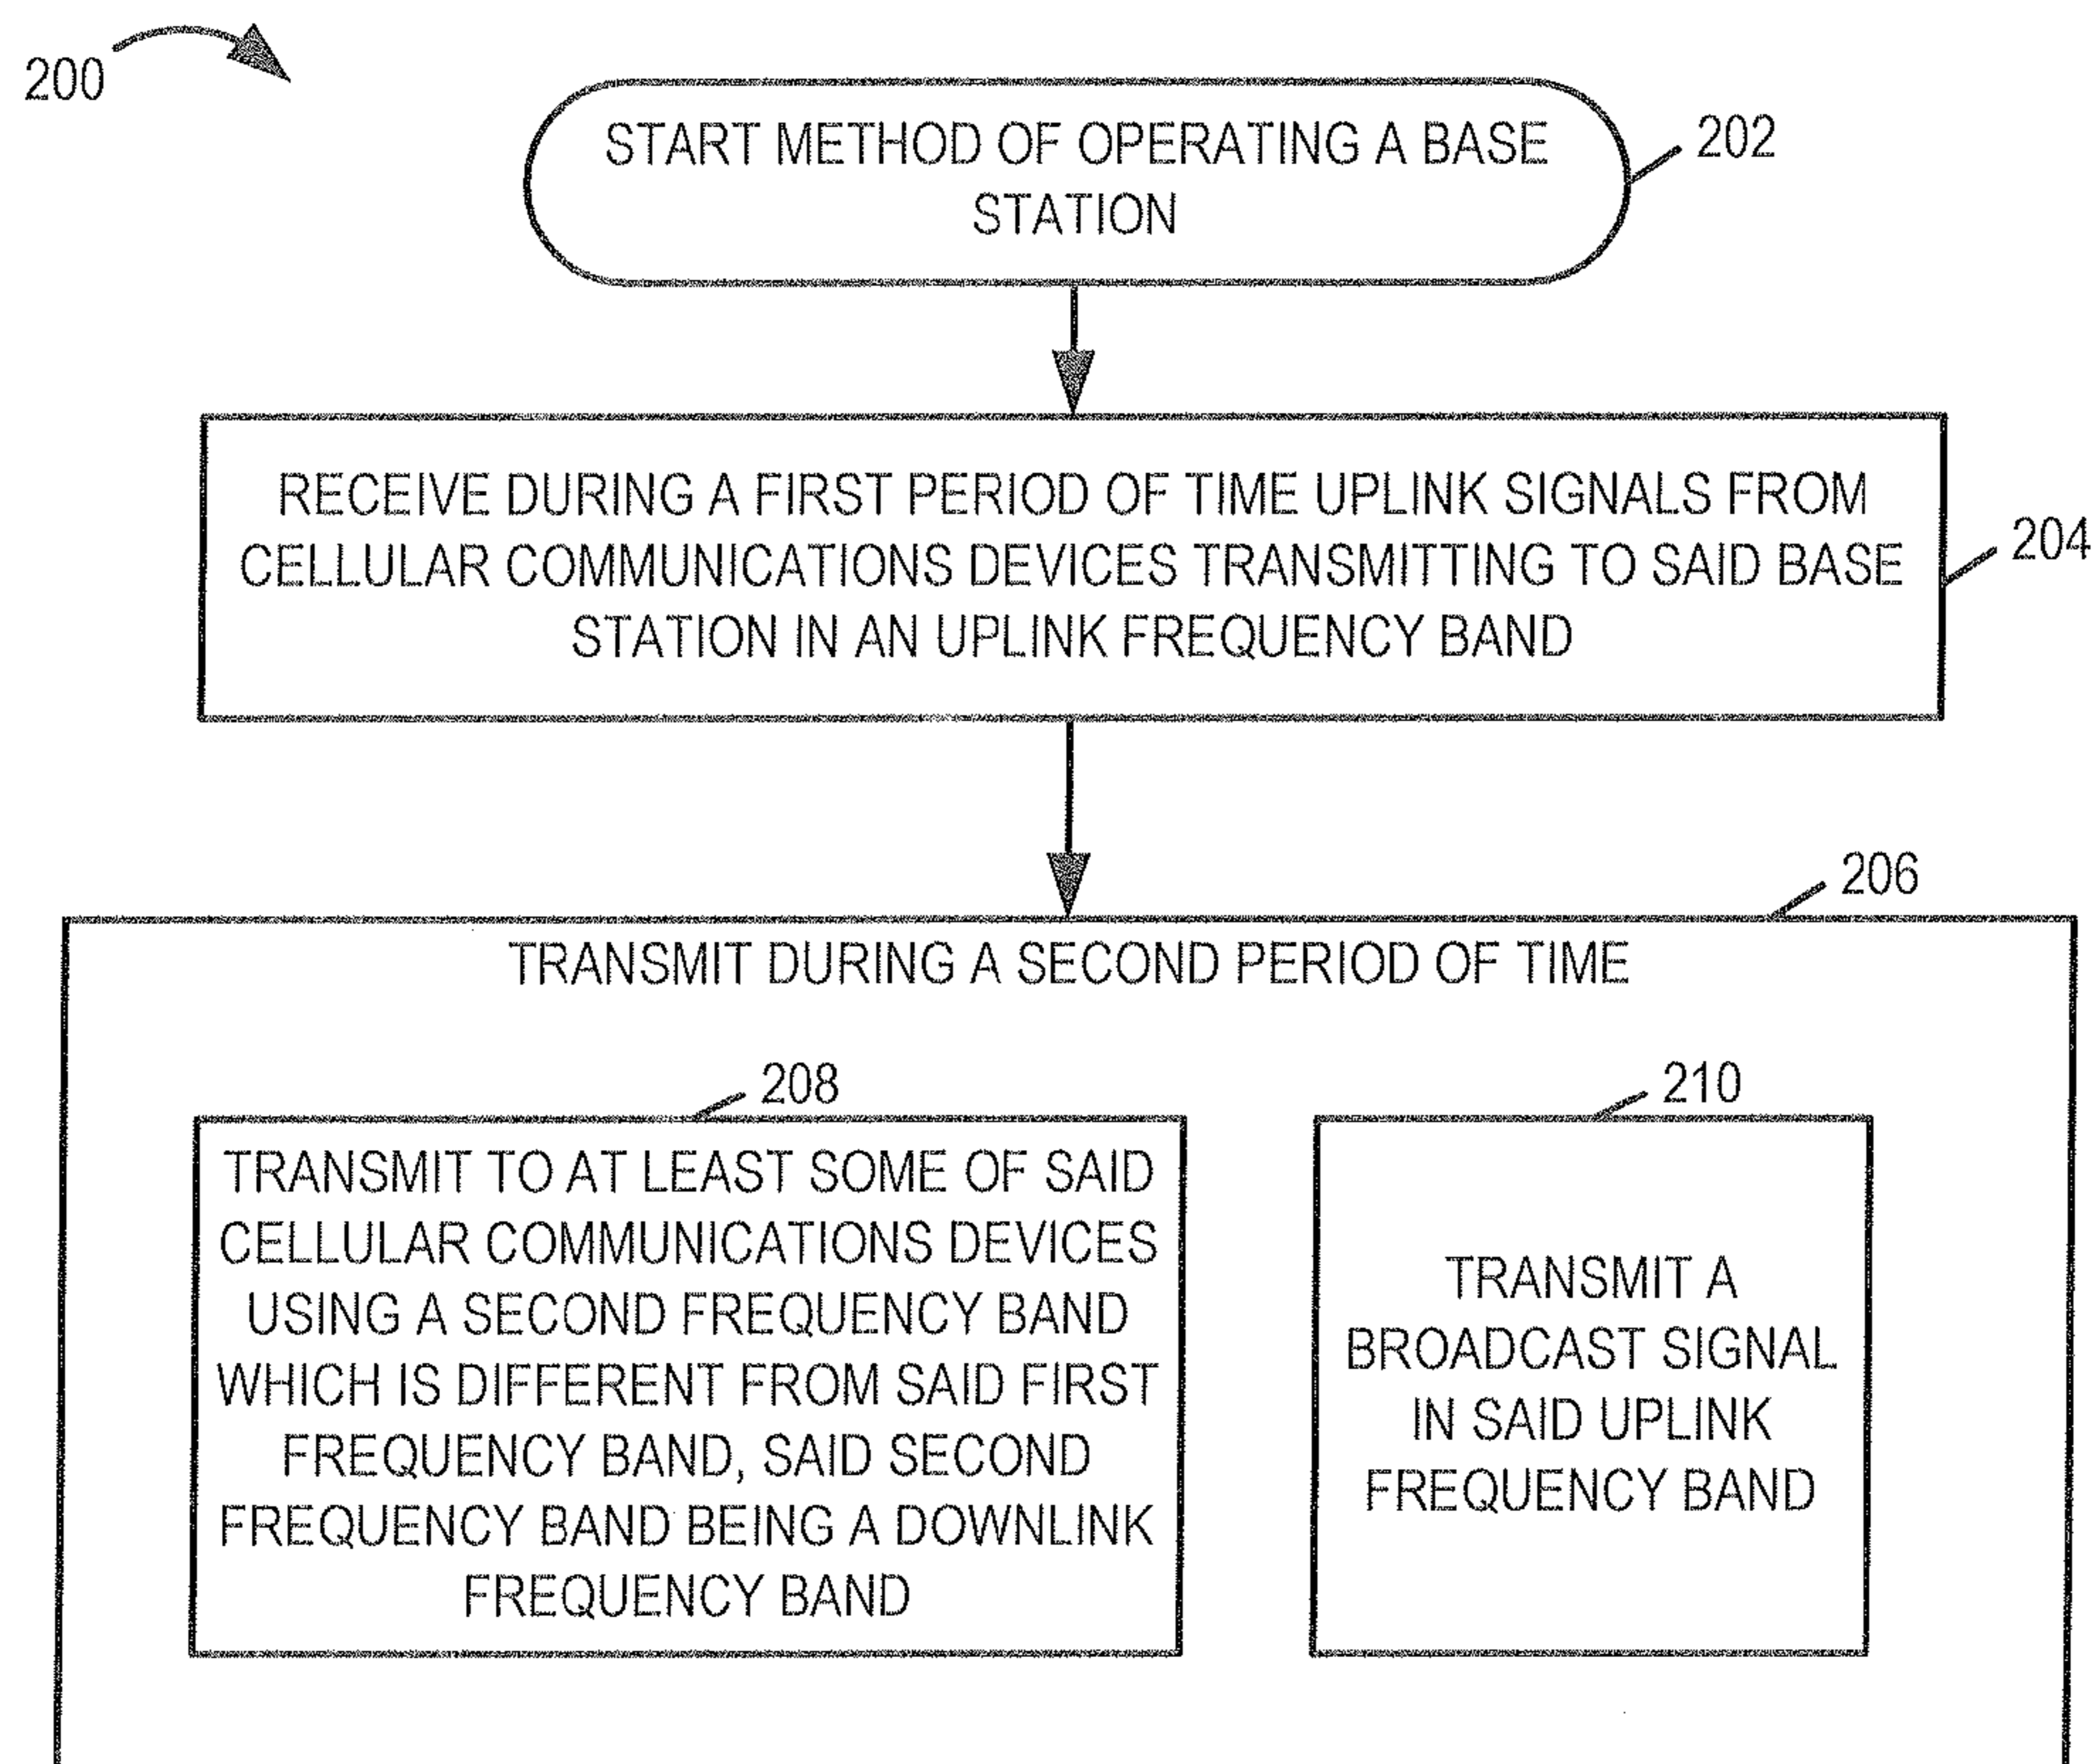 200
START METHOD OF OPERATING A BASE
STATION
202
RECEIVE DURING A FIRST PERIOD OF TIME UPLINK SIGNALS FROM
CELLULAR COMMUNICATIONS DEVICES TRANSMITTING TO SAID BASE
STATION IN AN UPLINK FREQUENCY BAND
204
206
TRANSMIT DURING A SECOND PERIOD OF TIME
208
TRANSMIT TO AT LEAST SOME OF SAID
CELLULAR COMMUNICATIONS DEVICES
USING A SECOND FREQUENCY BAND
WHICH IS DIFFERENT FROM SAID FIRST
FREQUENCY BAND, SAID SECOND
FREQUENCY BAND BEING A DOWNLINK
FREQUENCY BAND
210
TRANSMIT A
BROADCAST SIGNAL
IN SAID UPLINK
FREQUENCY BAND